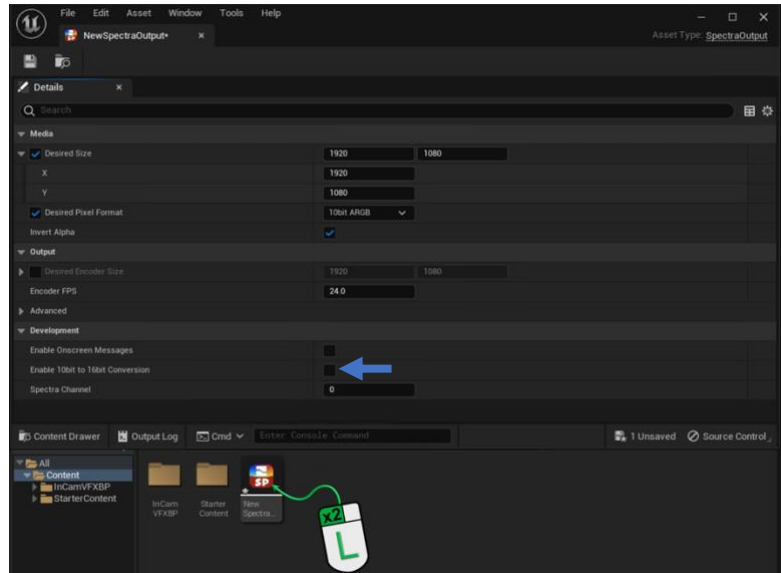 File Edit Asset Window Tools Help
NewSpectraOutput•
Asset Type: SpectraOutput
Details
Search
Media
Desired Size 1920 1080
X 1920
Y 1080
Desired Pixel Format 10bit ARGB
Invert Alpha
Output
Desired Encoder Size 1920 1080
Encoder FPS 24.0
Advanced
Development
Enable Onscreen Messages
Enable 10bit to 16bit Conversion
Spectra Channel 0
Content Drawer Output Log Cmd Enter Console Command 1 Unsaved Source Control
All
Content
InCamVFXBP
StarterContent
SP
InCam VFXBP
Starter Content
New Spectra...
x2
L